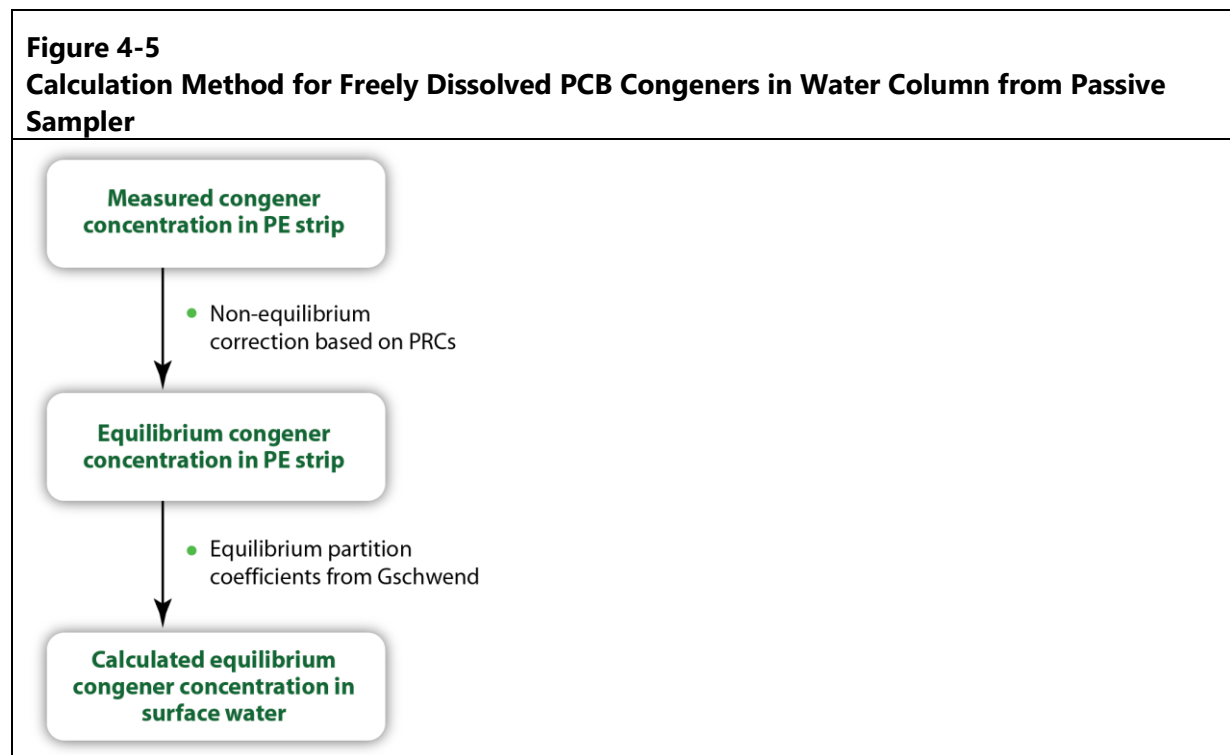 Figure 4-5
Calculation Method for Freely Dissolved PCB Congeners in Water Column from Passive
Sampler
Measured congener
concentration in PE strip
• Non-equilibrium
correction based on PRCs
Equilibrium congener
concentration in PE strip
• Equilibrium partition
coefficients from Gschwend
Calculated equilibrium
congener concentration in
surface water